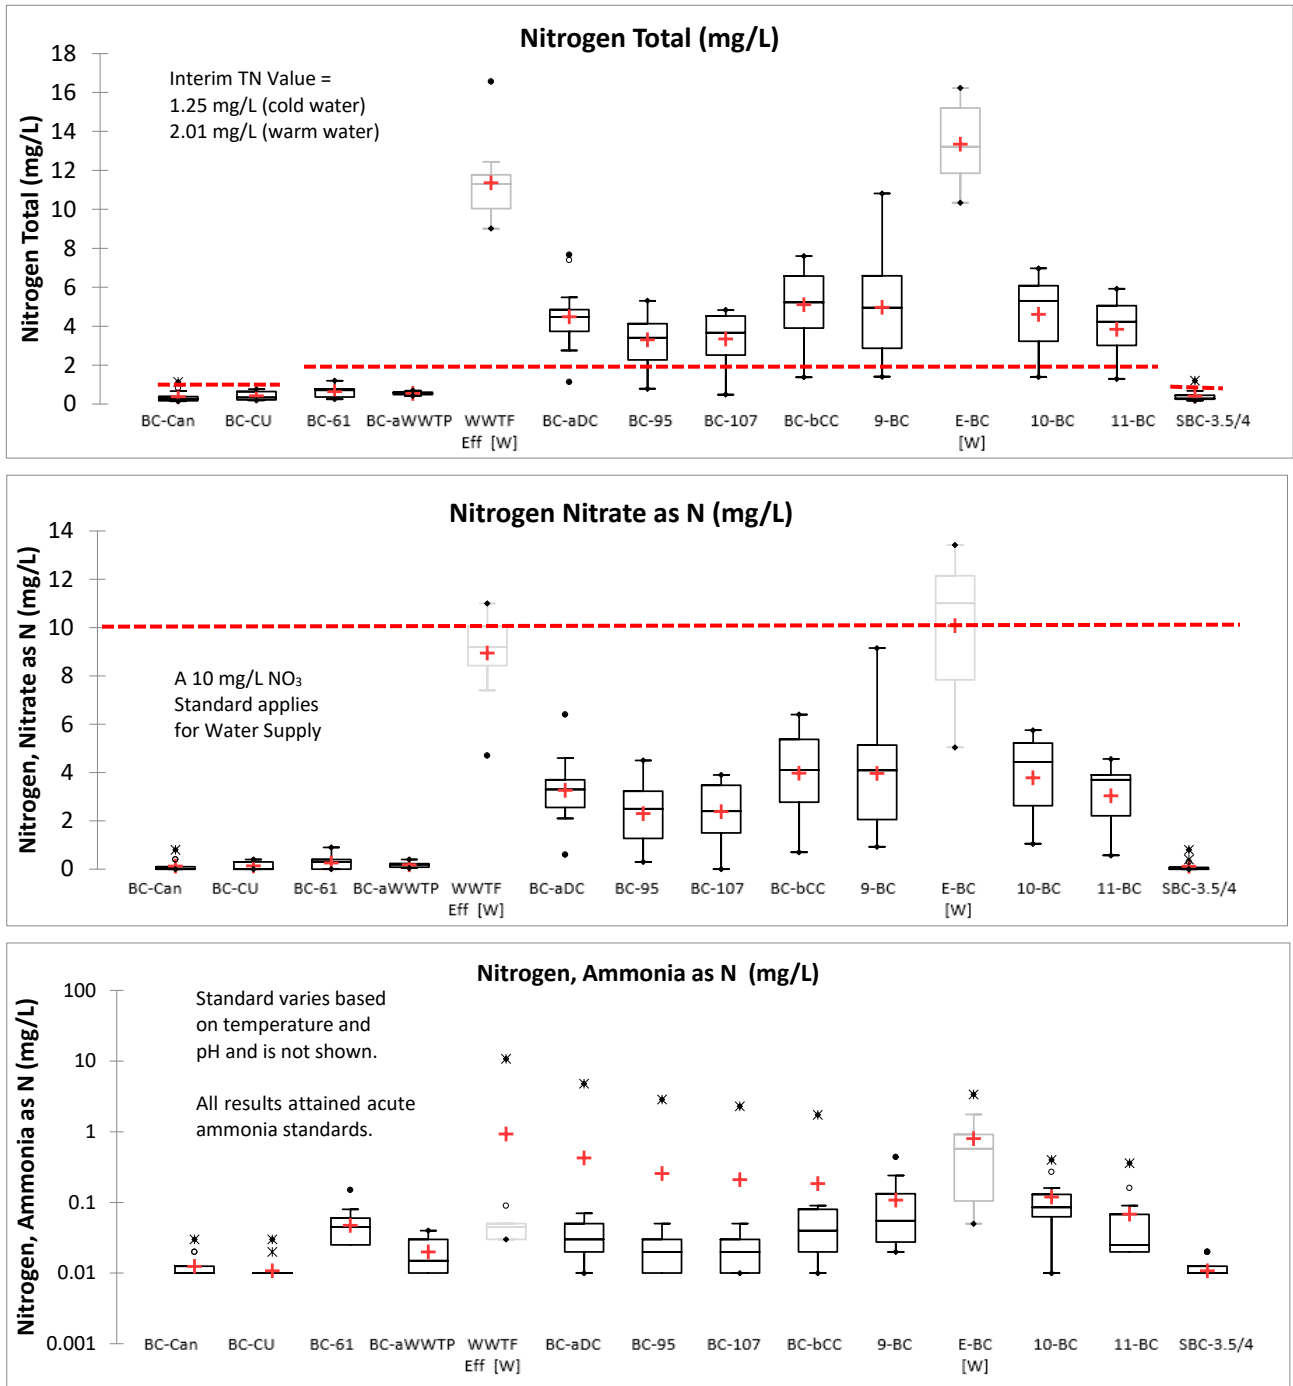 Nitrogen Total (mg/L)
Interim TN Value =
1.25 mg/L (cold water)
2.01 mg/L (warm water)
Nitrogen Total (mg/L)
18
16
14
12
10
8
6
4
2
0
BC-Can BC-CU BC-61 BC-aWWTP WWTF BC-aDC BC-95 BC-107 BC-bCC 9-BC E-BC 10-BC 11-BC SBC-3.5/4
Eff [W] [W]
Nitrogen Nitrate as N (mg/L)
Nitrogen, Nitrate as N (mg/L)
14
12
10
8
6
4
2
0
A 10 mg/L NO₃
Standard applies
for Water Supply
BC-Can BC-CU BC-61 BC-aWWTP WWTF BC-aDC BC-95 BC-107 BC-bCC 9-BC E-BC 10-BC 11-BC SBC-3.5/4
Eff [W] [W]
Nitrogen, Ammonia as N (mg/L)
Nitrogen, Ammonia as N (mg/L)
100
10
1
0.1
0.01
0.001
Standard varies based
on temperature and
pH and is not shown.
All results attained acute
ammonia standards.
BC-Can BC-CU BC-61 BC-aWWTP WWTF BC-aDC BC-95 BC-107 BC-bCC 9-BC E-BC 10-BC 11-BC SBC-3.5/4
Eff [W] [W]